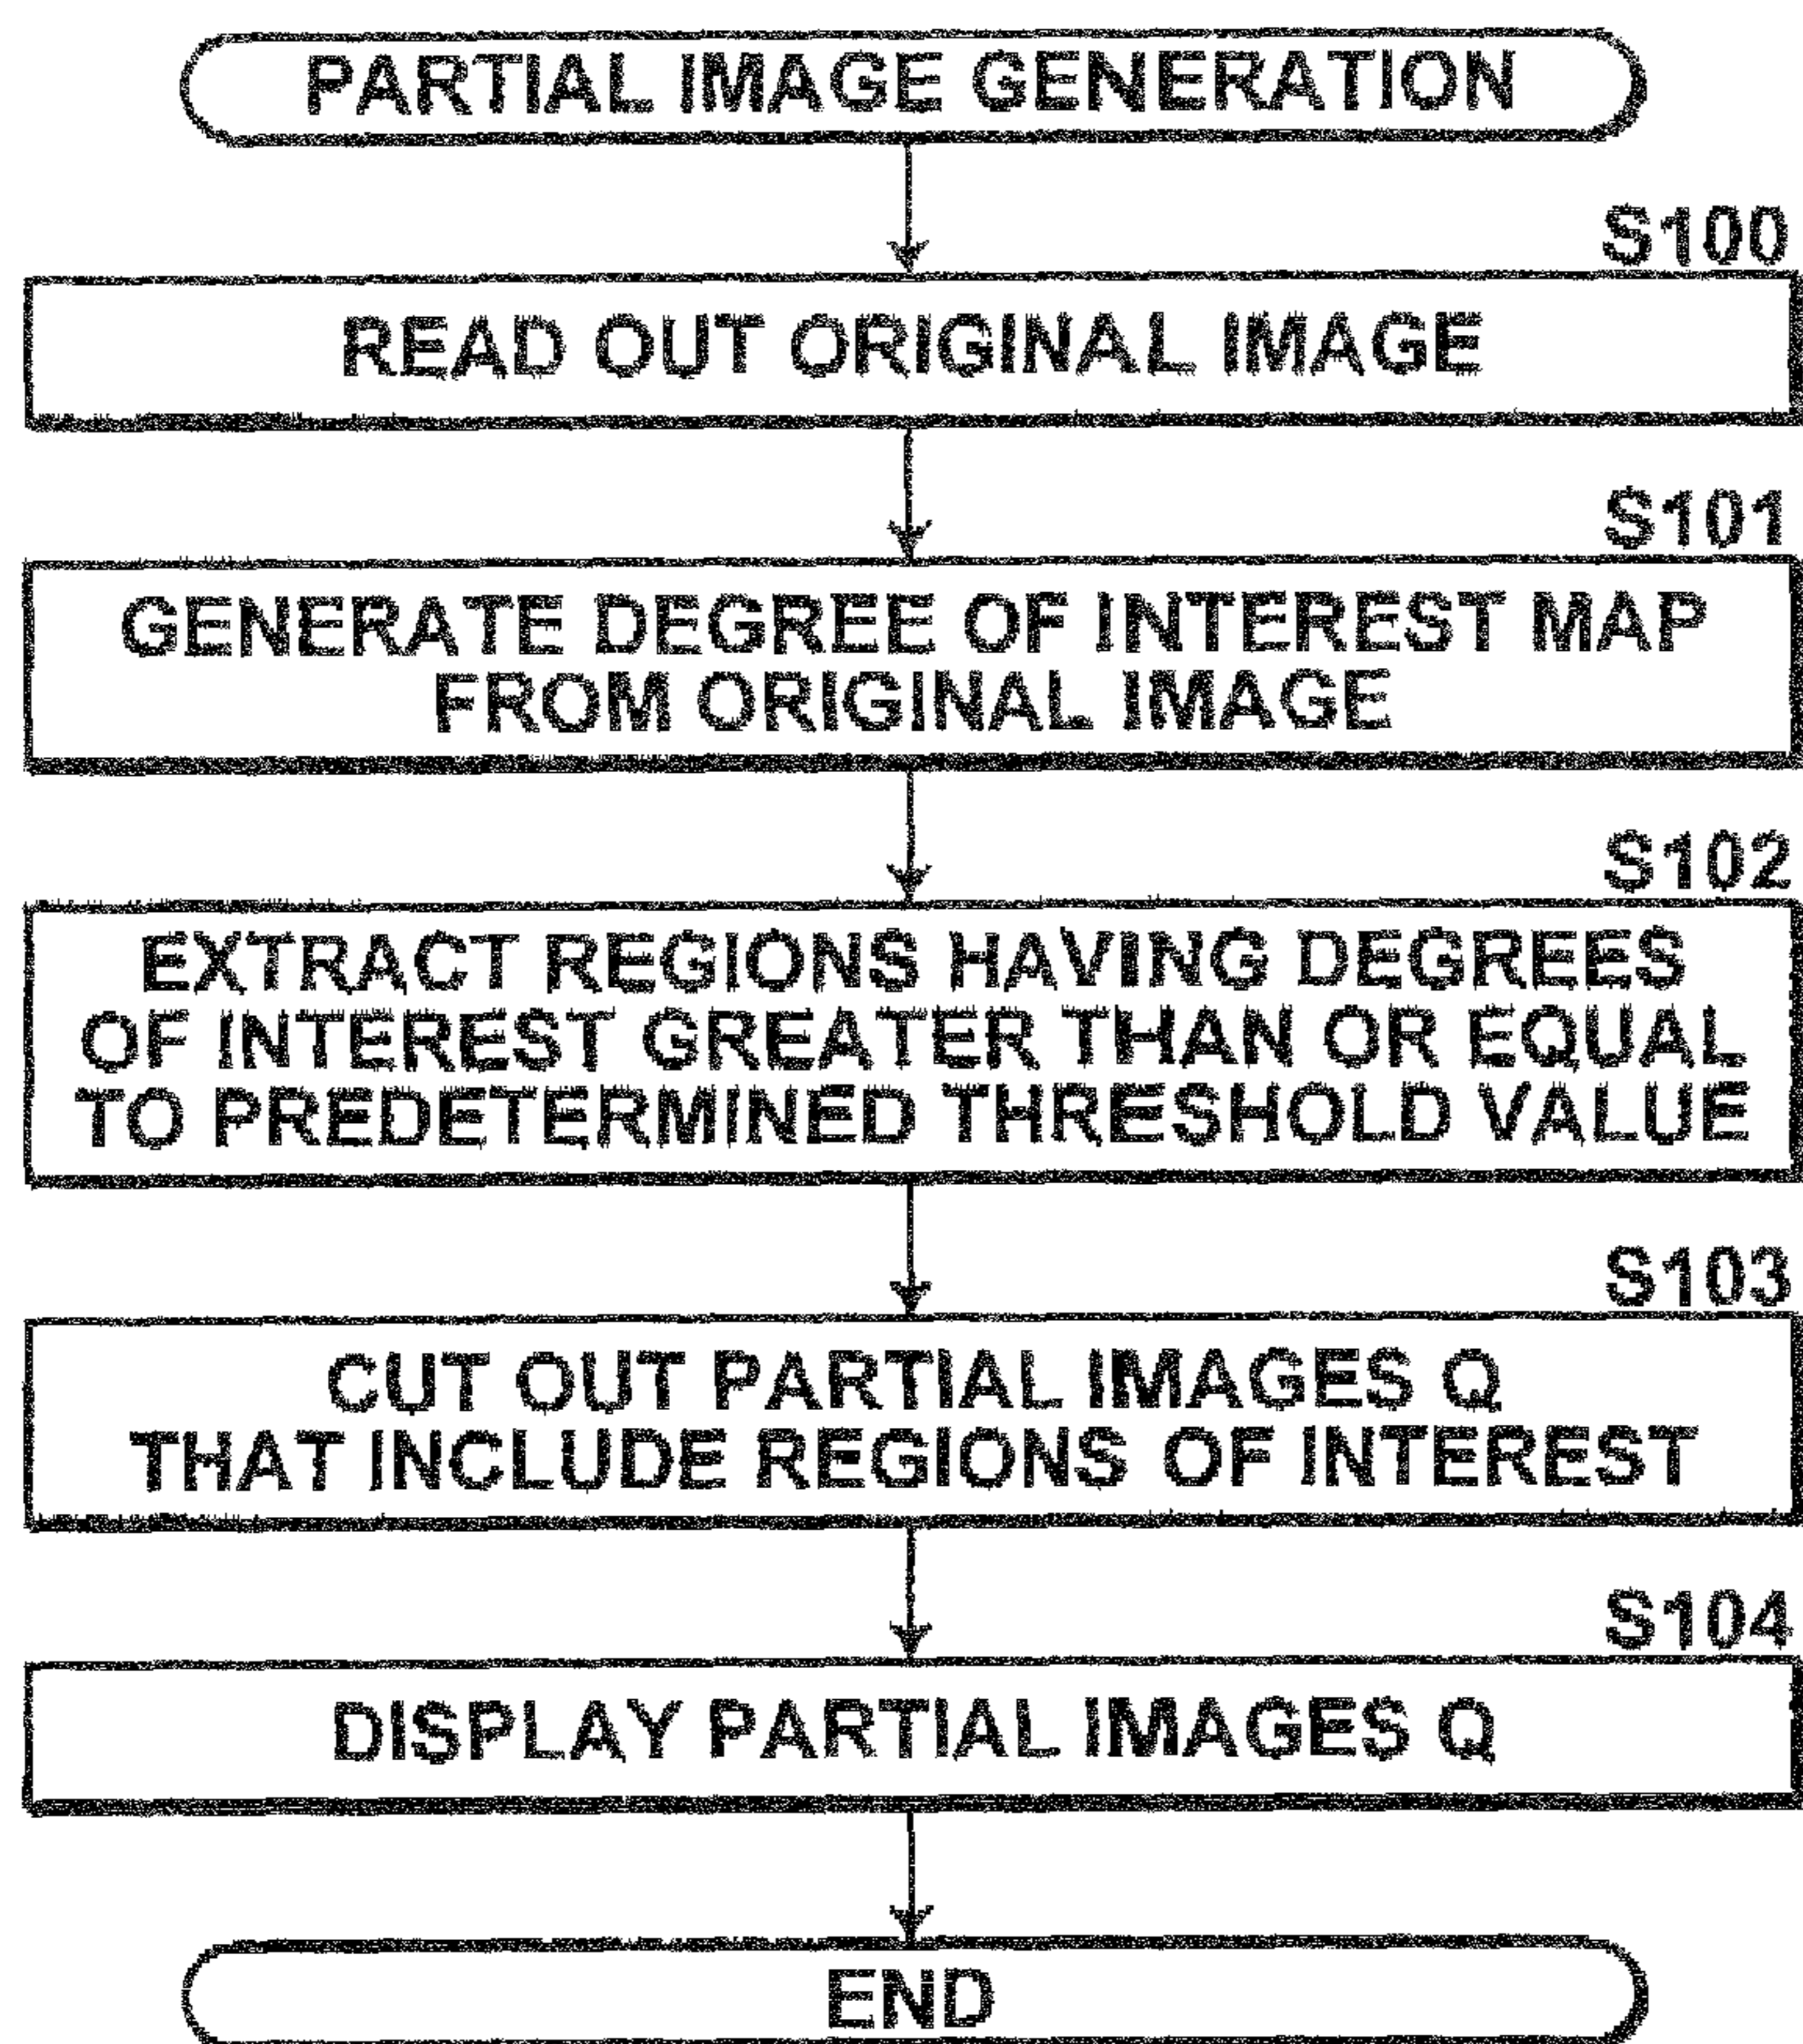 PARTIAL IMAGE GENERATION
S100
READ OUT ORIGINAL IMAGE
S101
GENERATE DEGREE OF INTEREST MAP
FROM ORIGINAL IMAGE
S102
EXTRACT REGIONS HAVING DEGREES
OF INTEREST GREATER THAN OR EQUAL
TO PREDETERMINED THRESHOLD VALUE
S103
CUT OUT PARTIAL IMAGES Q
THAT INCLUDE REGIONS OF INTEREST
S104
DISPLAY PARTIAL IMAGES Q
END